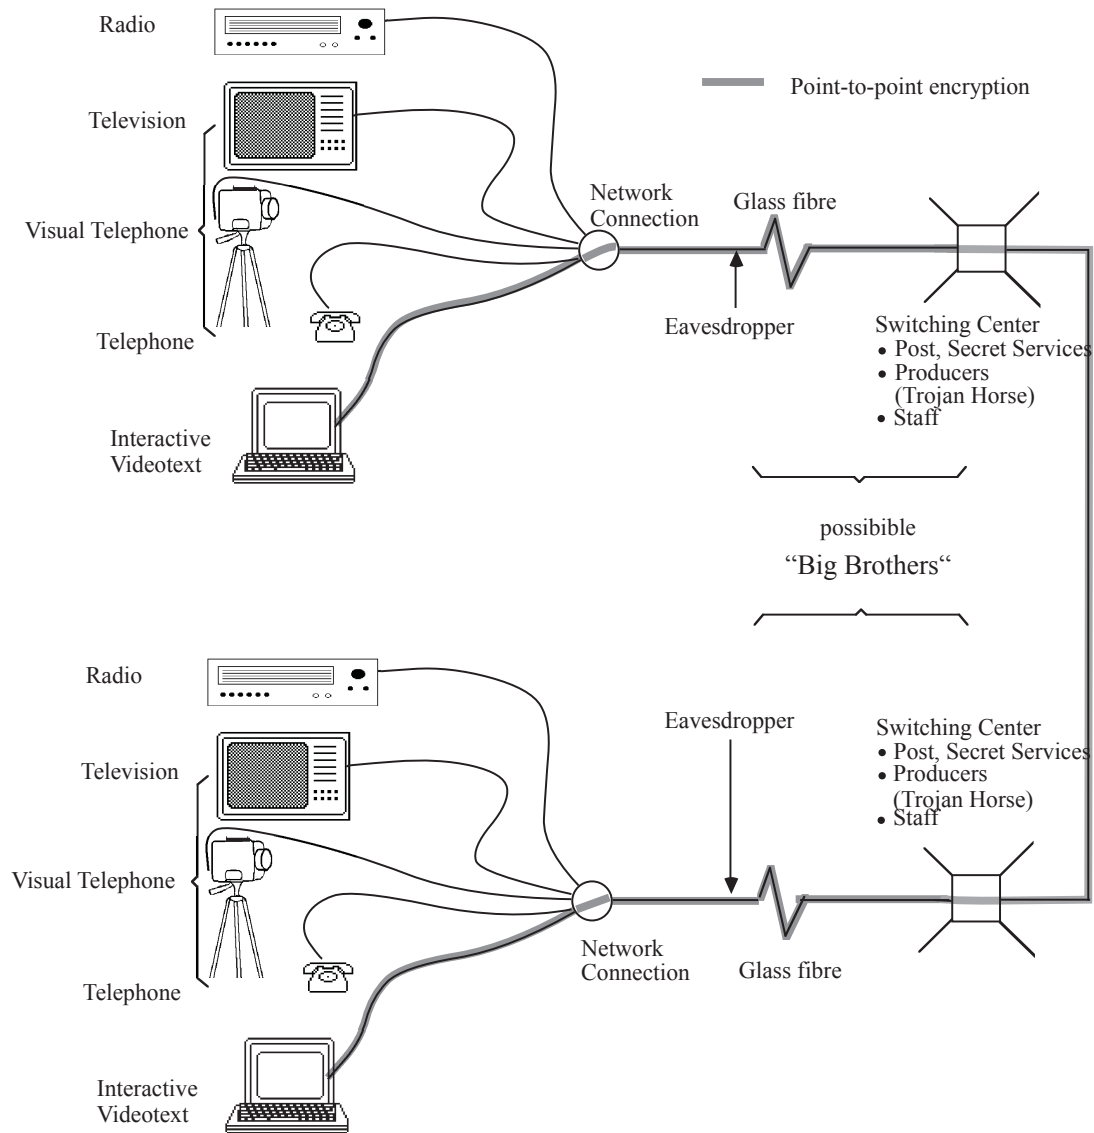 Radio
Point-to-point encryption
Television
Network
Connection
Glass fibre
Visual Telephone
Eavesdropper
Switching Center
• Post, Secret Services
• Producers
(Trojan Horse)
• Staff
Telephone
Interactive
Videotext
possibible
“Big Brothers“
Radio
Eavesdropper
Switching Center
• Post, Secret Services
• Producers
(Trojan Horse)
• Staff
Television
Visual Telephone
Network
Connection
Glass fibre
Telephone
Interactive
Videotext